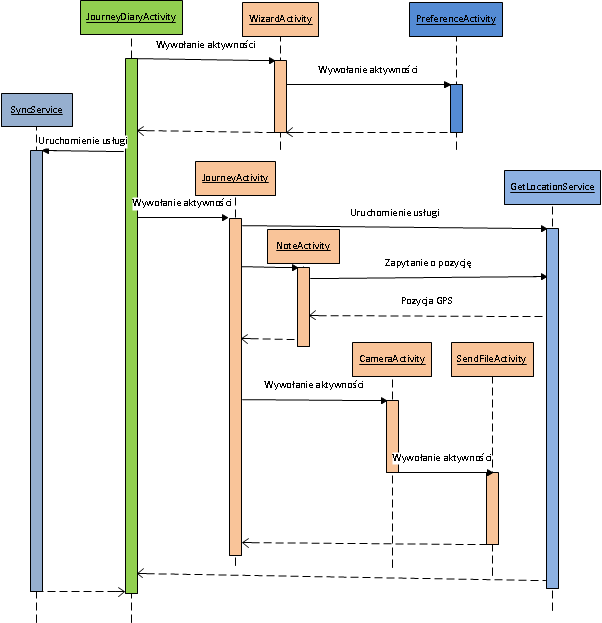 JourneyDiaryActivity
WizardActivity
PreferenceActivity
Wywołanie aktywności
Wywołanie aktywności
SyncService
Uruchomienie usługi
JourneyActivity
GetLocationService
Wywołanie aktywności
Uruchomienie usługi
NoteActivity
Zapytanie o pozycję
Pozycja GPS
CameraActivity
SendFileActivity
Wywołanie aktywności
Wywołanie aktywności